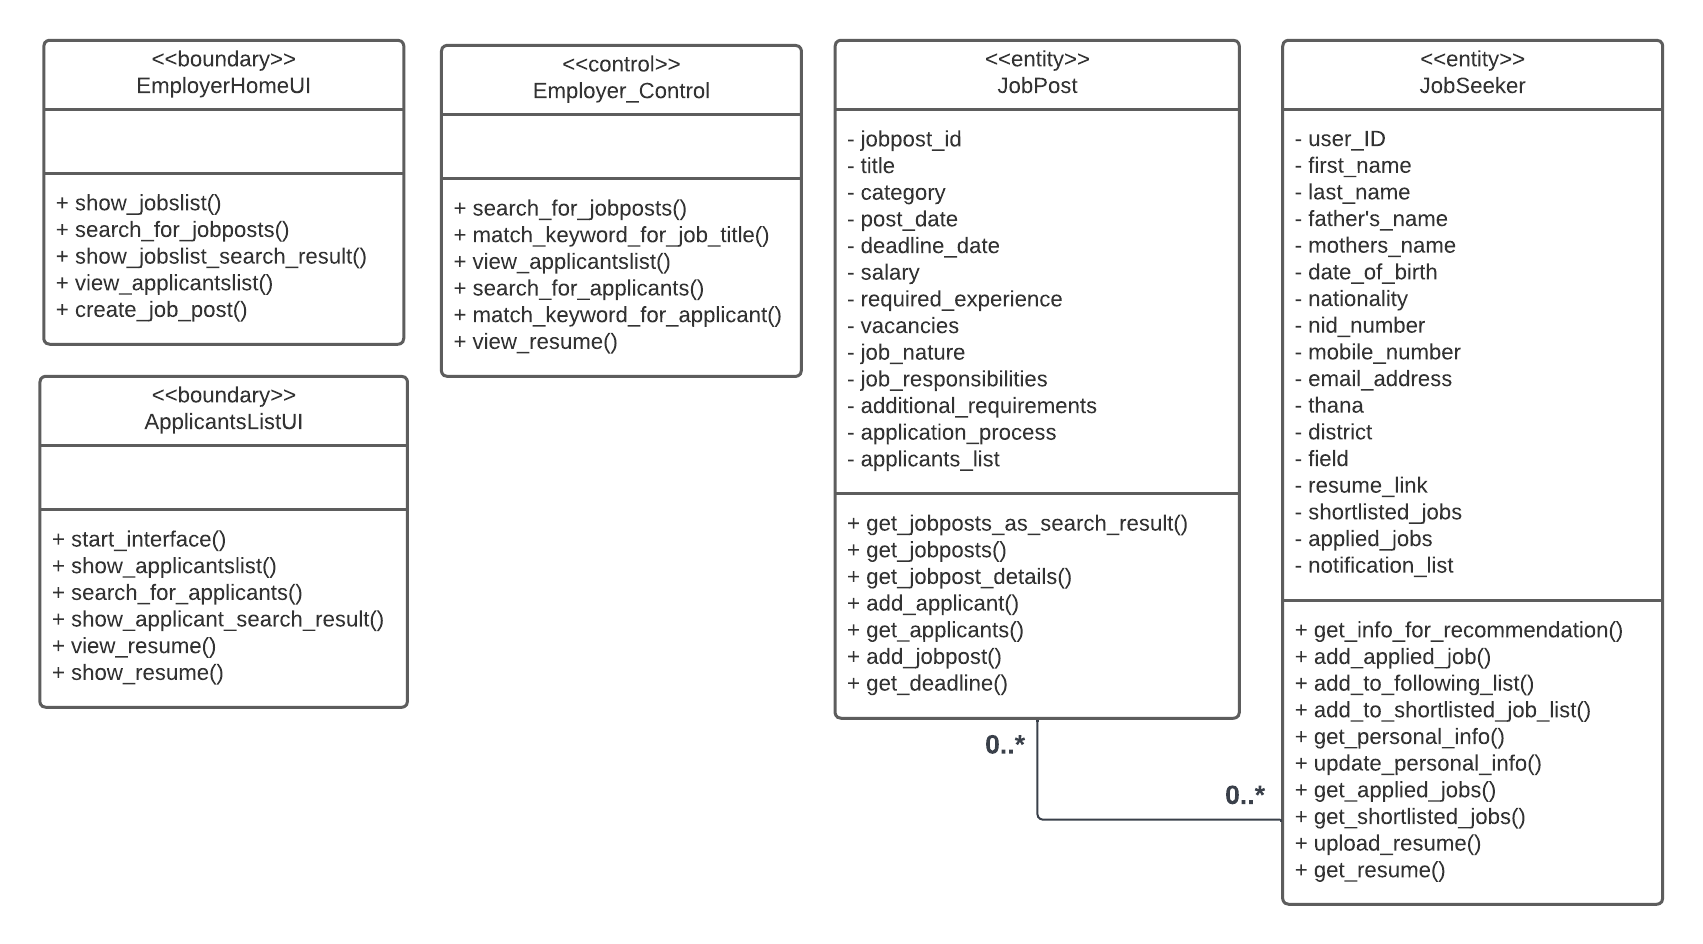 <<boundary>>
EmployerHomeUI
+ show_jobslist()
+ search_for_jobposts()
+ show_jobslist_search_result()
+ view_applicantslist()
+ create_job_post()
<<boundary>>
ApplicantsListUI
+ start_interface()
+ show_applicantslist()
+ search_for_applicants()
+ show_applicant_search_result()
+ view_resume()
+ show_resume()
<<control>>
Employer_Control
+ search_for_jobposts()
+ match_keyword_for_job_title()
+ view_applicantslist()
+ search_for_applicants()
+ match_keyword_for_applicant()
+ view_resume()
<<entity>>
JobPost
- jobpost_id
- title
- category
- post_date
- deadline_date
- salary
- required_experience
- vacancies
- job_nature
- job_responsibilities
- additional_requirements
- application_process
- applicants_list
+ get_jobposts_as_search_result()
+ get_jobposts()
+ get_jobpost_details()
+ add_applicant()
+ get_applicants()
+ add_jobpost()
+ get_deadline()
0..*
0..*
<<entity>>
JobSeeker
- user_ID
- first_name
- last_name
- father's_name
- mothers_name
- date_of_birth
- nationality
- nid_number
- mobile_number
- email_address
- thana
- district
- field
- resume_link
- shortlisted_jobs
- applied_jobs
- notification_list
+ get_info_for_recommendation()
+ add_applied_job()
+ add_to_following_list()
+ add_to_shortlisted_job_list()
+ get_personal_info()
+ update_personal_info()
+ get_applied_jobs()
+ get_shortlisted_jobs()
+ upload_resume()
+ get_resume()